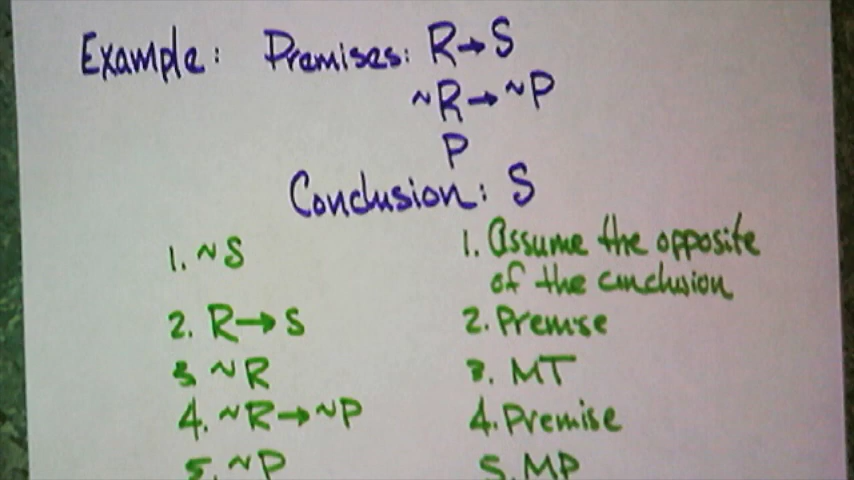 Example: Premises: R→S
~R→~P
P
Conclusion: S
1. ~S 1. Assume the opposite
of the conclusion
2. R→S 2. Premise
3 ~R 3. MT
4. ~R→~P 4. Premise
5. ~P 5. MP